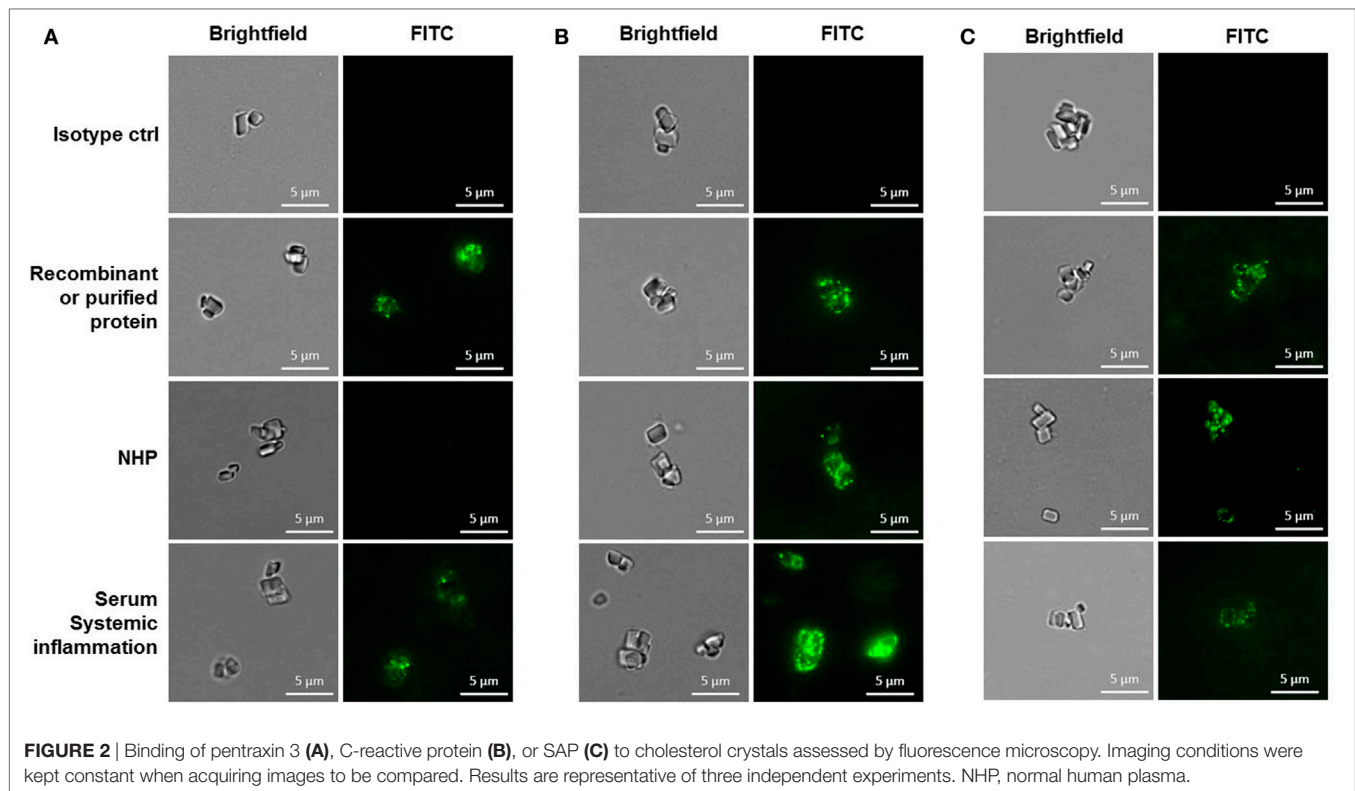 A
Brightfield
FITC
B
Brightfield
FITC
C
Brightfield
FITC
Isotype ctrl
5 µm
5 µm
5 µm
5 µm
5 µm
5 µm
Recombinant
or purified
protein
5 µm
5 µm
5 µm
5 µm
5 µm
5 µm
NHP
5 µm
5 µm
5 µm
5 µm
5 µm
5 µm
Serum
Systemic
inflammation
5 µm
5 µm
5 µm
5 µm
5 µm
5 µm
FIGURE 2 | Binding of pentraxin 3 (A), C-reactive protein (B), or SAP (C) to cholesterol crystals assessed by fluorescence microscopy. Imaging conditions were
kept constant when acquiring images to be compared. Results are representative of three independent experiments. NHP, normal human plasma.